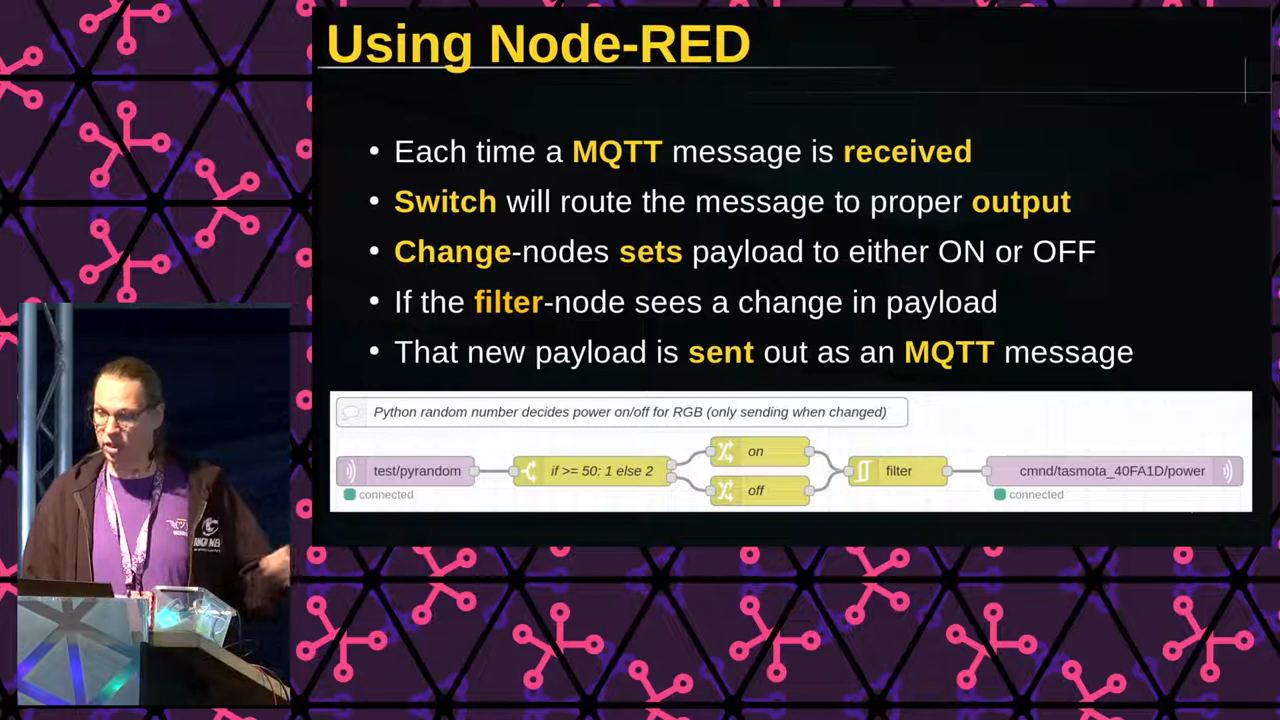 Using Node-RED
Each time a MQTT message is received
Switch will route the message to proper output
Change-nodes sets payload to either ON or OFF
If the filter-node sees a change in payload
That new payload is sent out as an MQTT message
Python random number decides power on/off for RGB (only sending when changed)
test/pyrandom
if >= 50: 1 else 2
on
off
filter
cmnd/tasmota_40FA1D/power
connected
connected